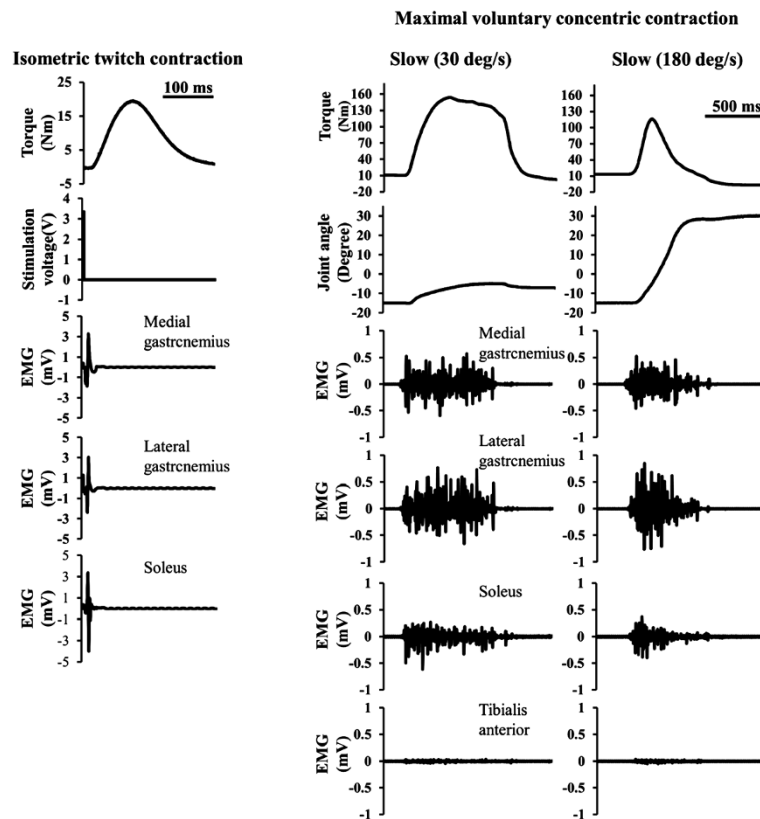 Maximal voluntary concentric contraction
Isometric twitch contraction
Slow (30 deg/s)
Slow (180 deg/s)
25
15
5
-5
Torque
(Nm)
100 ms
160
130
100
70
40
10
-20
Torque
(Nm)
160
130
100
70
40
10
-20
500 ms
4
3
2
1
0
-1
Stimulation
voltage(V)
30
20
10
0
-10
-20
Joint angle
(Degree)
30
20
10
0
-10
-20
5
3
1
-1
-3
-5
EMG
(mV)
Medial
gastrcnemius
1
0.5
0
-0.5
-1
EMG
(mV)
Medial
gastrcnemius
1
0.5
0
-0.5
-1
5
3
1
-1
-3
-5
EMG
(mV)
Lateral
gastrcnemius
1
0.5
0
-0.5
-1
EMG
(mV)
Lateral
gastrcnemius
1
0.5
0
-0.5
-1
5
3
1
-1
-3
-5
EMG
(mV)
Soleus
1
0.5
0
-0.5
-1
EMG
(mV)
Soleus
1
0.5
0
-0.5
-1
1
0.5
0
-0.5
-1
EMG
(mV)
Tibialis
anterior
1
0.5
0
-0.5
-1